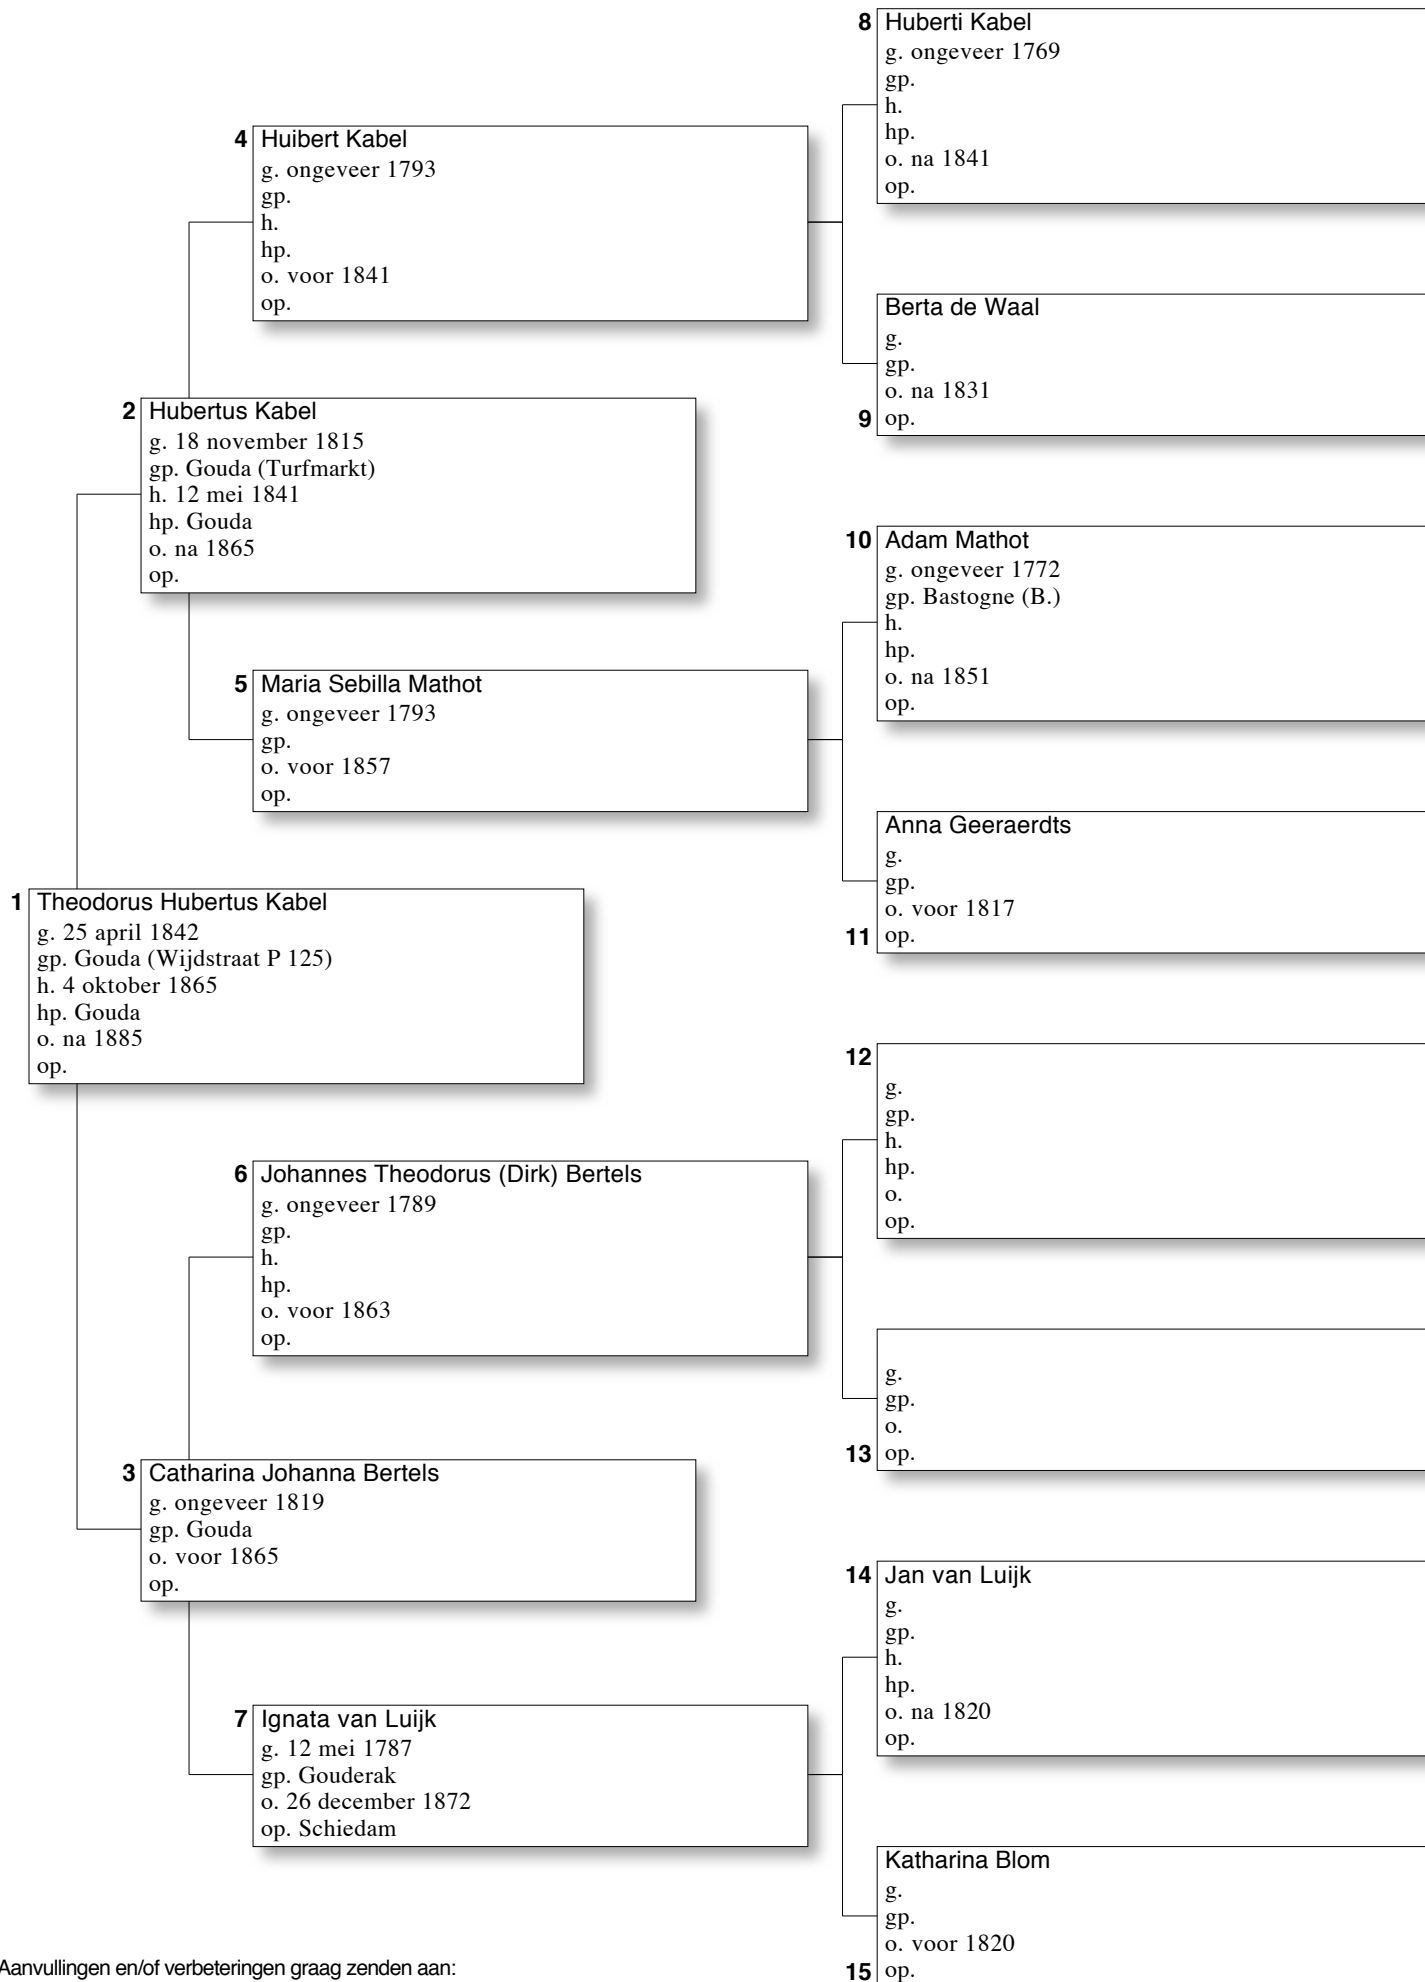 8 Huberti Kabel
g. ongeveer 1769
gp.
h.
hp.
o. na 1841
op.
4 Huibert Kabel
g. ongeveer 1793
gp.
h.
hp.
o. voor 1841
op.
Berta de Waal
g.
gp.
o. na 1831
9 op.
2 Hubertus Kabel
g. 18 november 1815
gp. Gouda (Turfmarkt)
h. 12 mei 1841
hp. Gouda
o. na 1865
op.
10 Adam Mathot
g. ongeveer 1772
gp. Bastogne (B.)
h.
hp.
o. na 1851
op.
5 Maria Sebilla Mathot
g. ongeveer 1793
gp.
o. voor 1857
op.
Anna Geeraerdts
g.
gp.
o. voor 1817
11 op.
1 Theodorus Hubertus Kabel
g. 25 april 1842
gp. Gouda (Wijdstraat P 125)
h. 4 oktober 1865
hp. Gouda
o. na 1885
op.
12
g.
gp.
h.
hp.
o.
op.
6 Johannes Theodorus (Dirk) Bertels
g. ongeveer 1789
gp.
h.
hp.
o. voor 1863
op.
g.
gp.
o.
13 op.
3 Catharina Johanna Bertels
g. ongeveer 1819
gp. Gouda
o. voor 1865
op.
14 Jan van Luijk
g.
gp.
h.
hp.
o. na 1820
op.
7 Ignata van Luijk
g. 12 mei 1787
gp. Gouderak
o. 26 december 1872
op. Schiedam
Katharina Blom
g.
gp.
o. voor 1820
15 op.
Aanvullingen en/of verbeteringen graag zenden aan: